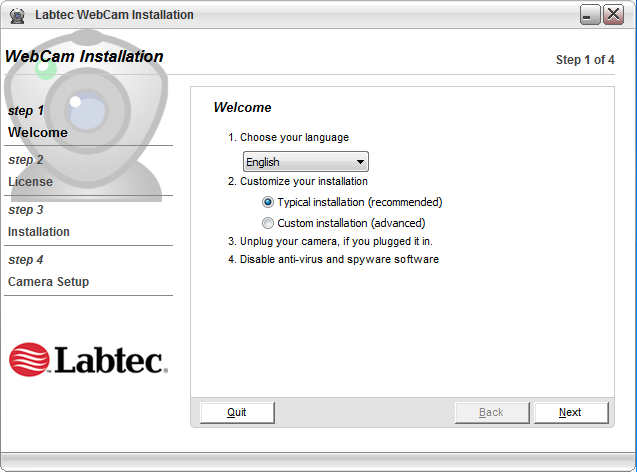 Labtec WebCam Installation
WebCam Installation
Step 1 of 4
step 1
Welcome
step 2
License
step 3
Installation
step 4
Camera Setup
Labtec.
Welcome
1. Choose your language
English
2. Customize your installation
Typical installation (recommended)
Custom installation (advanced)
3. Unplug your camera, if you plugged it in.
4. Disable anti-virus and spyware software
Quit
Back
Next